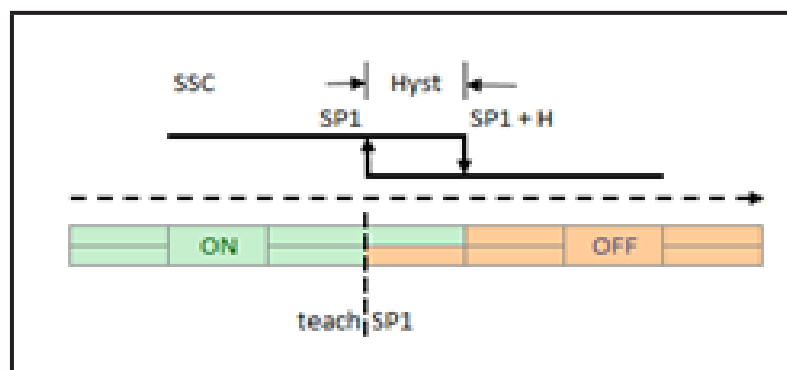 SSC
Hyst
SP1
SP1 + H
ON
OFF
teach SP1